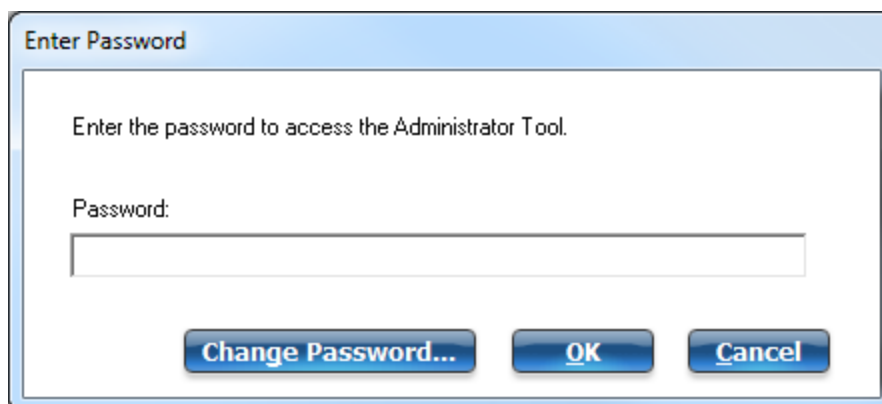 Enter Password
Enter the password to access the Administrator Tool.
Password:
Change Password... OK Cancel